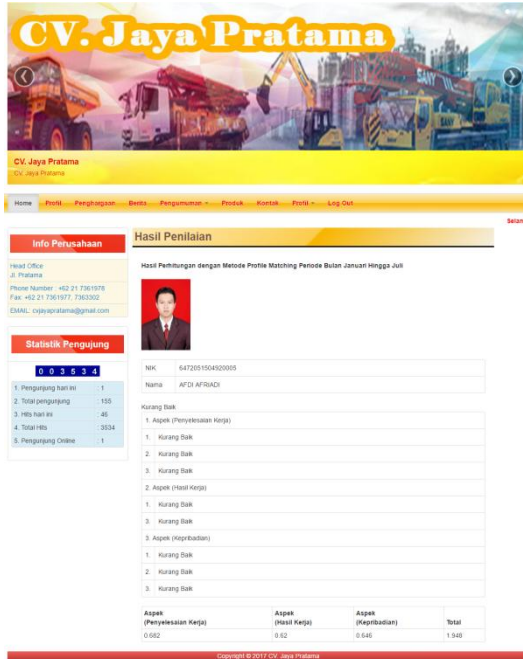 CV. Jaya Pratama
CV. Jaya Pratama
CV. Jaya Pratama
Home Profil Penghargaan Berita Pengumuman Produk Kontak Profil Log Out
Selam
Info Perusahaan
Head Office
Jl. Pratama
Phone Number : +62 21 7361978
Fax: +62 21 7361977, 7363302
EMAIL: cvjayapratama@gmail.com
Statistik Pengujung
0 0 3 5 3 4
1. Pengunjung hari ini : 1
2. Total pengunjung : 155
3. Hits hari ini : 46
4. Total Hits : 3534
5. Pengunjung Online : 1
Hasil Penilaian
Hasil Perhitungan dengan Metode Profile Matching Periode Bulan Januari Hingga Juli
NIK 6472051504920005
Nama AFDI AFRIADI
Kurang Baik
1. Aspek (Penyelesaian Kerja)
1. Kurang Baik
2. Kurang Baik
3. Kurang Baik
2. Aspek (Hasil Kerja)
1. Kurang Baik
3. Kurang Baik
3. Aspek (Kepribadian)
1. Kurang Baik
2. Kurang Baik
3. Kurang Baik
Aspek Aspek Aspek
(Penyelesaian Kerja) (Hasil Kerja) (Kepribadian) Total
0.682 0.62 0.646 1.948
Copyright © 2017 CV. Jaya Pratama